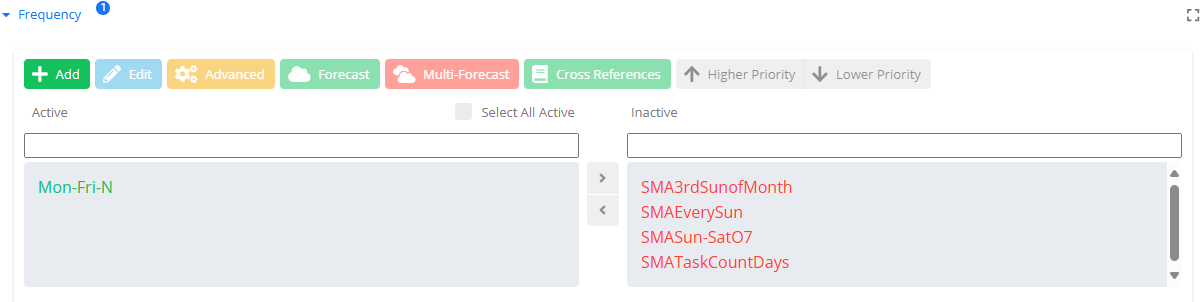 Frequency 1
Add Edit Advanced Forecast Multi-Forecast Cross References Higher Priority Lower Priority
Active Select All Active Inactive
Mon-Fri-N
SMA3rdSunofMonth
SMAEverySun
SMASun-SatO7
SMATaskCountDays